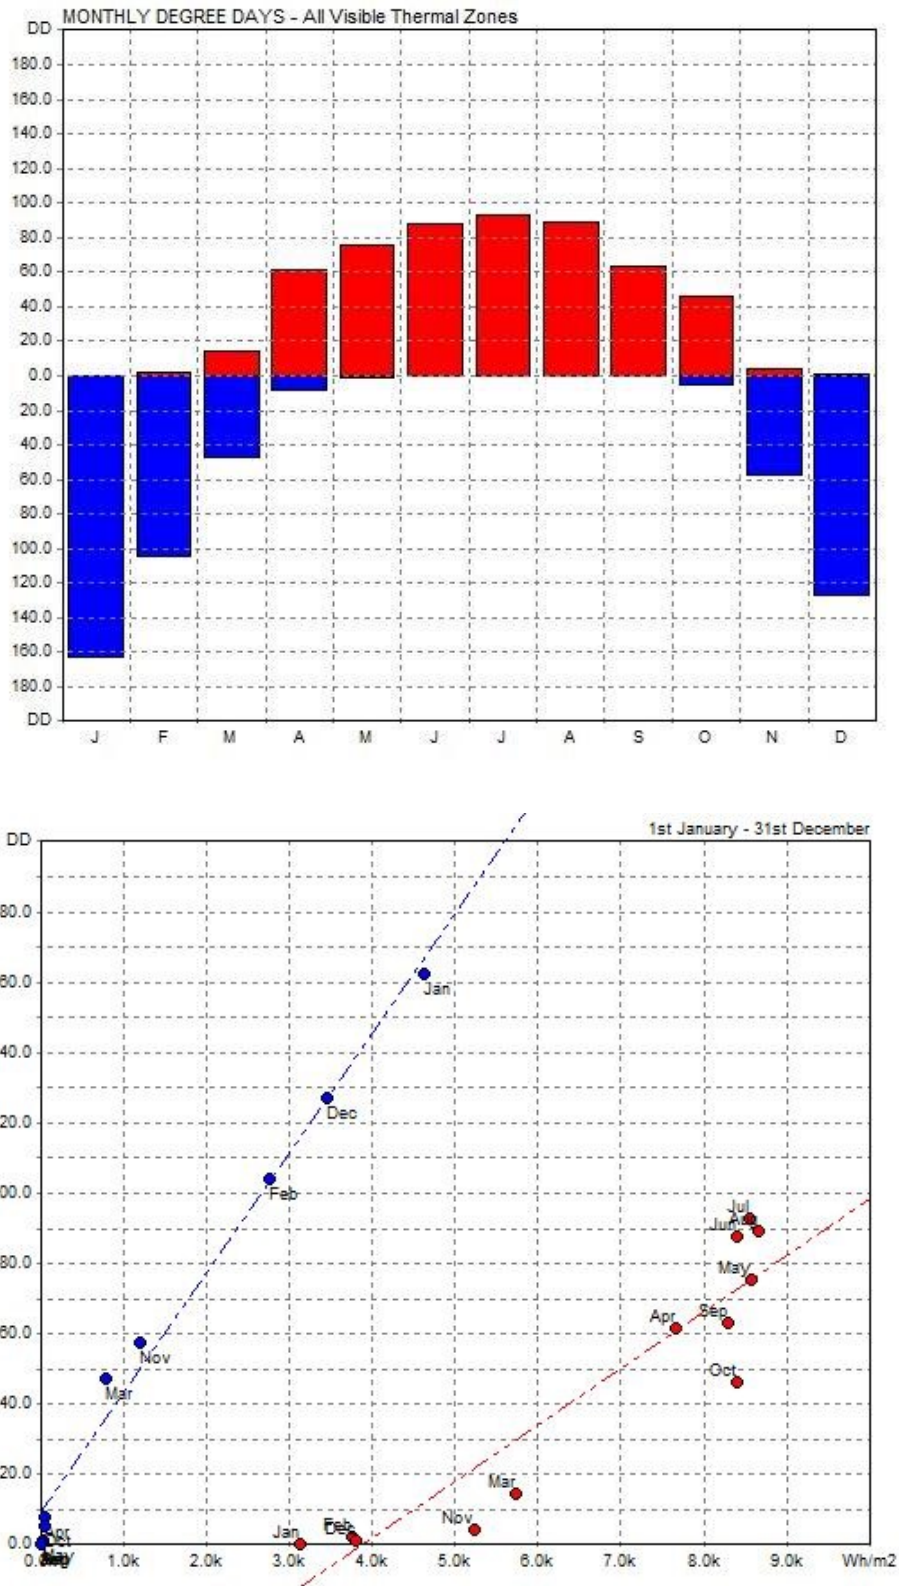 MONTHLY DEGREE DAYS - All Visible Thermal Zones
DD
180.0
160.0
140.0
120.0
100.0
80.0
60.0
40.0
20.0
0.0
20.0
40.0
60.0
80.0
100.0
120.0
140.0
160.0
180.0
DD
J F M A M J J A S O N D
1st January - 31st December
DD
80.0
60.0
Jan
40.0
20.0
Dec
00.0
Feb
Jul
Aug
Jun
80.0
May
60.0
Apr Sep
Nov
Oct
Mar
40.0
20.0
Mar
Nov
Apr
Oct
Jan Feb
Dec
0.0
May
1.0k 2.0k 3.0k 4.0k 5.0k 6.0k 7.0k 8.0k 9.0k Wh/m2